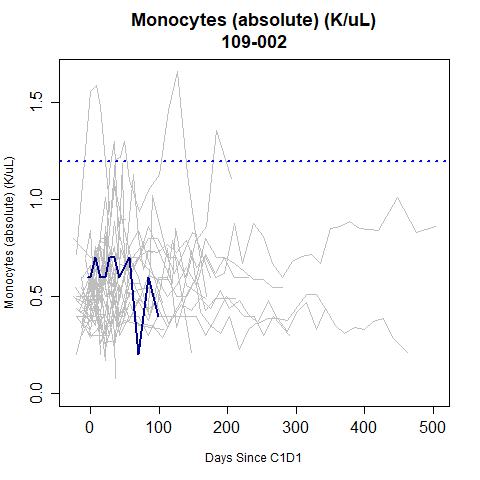 Monocytes (absolute) (K/uL)
109-002
Monocytes (absolute) (K/uL)
1.5
1.0
0.5
0.0
0 100 200 300 400 500
Days Since C1D1